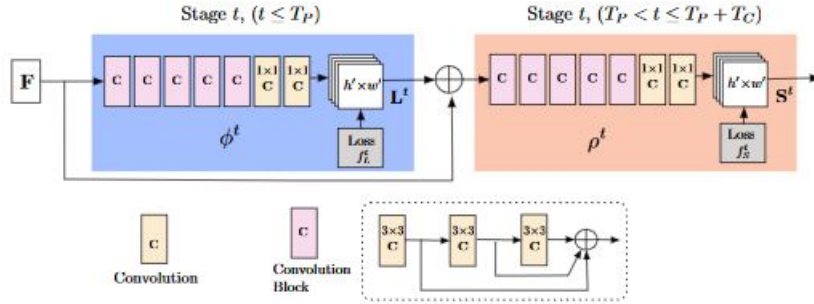 Stage t, (t ≤ T_P)
Stage t, (T_P < t ≤ T_P + T_C)
F
C C C C C 1×1 C 1×1 C
h′×w′
L^t
Loss f_L^t
ϕ^t
C C C C C 1×1 C 1×1 C
h′×w′
S^t
Loss f_S^t
ρ^t
C
Convolution
C
Convolution
Block
3×3 C 3×3 C 3×3 C